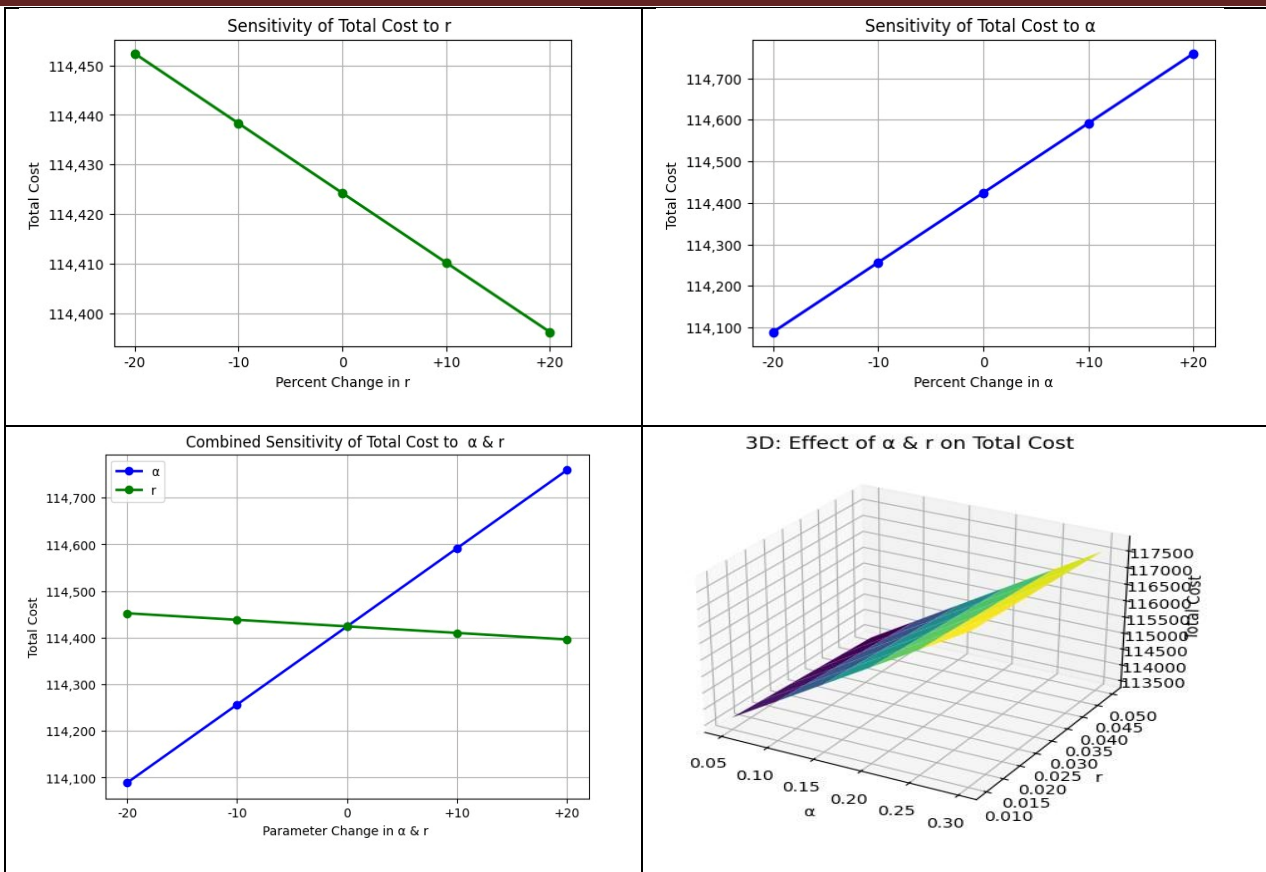 Sensitivity of Total Cost to r
Total Cost
114,450
114,440
114,430
114,420
114,410
114,400
-20 -10 0 +10 +20
Percent Change in r
Sensitivity of Total Cost to α
Total Cost
114,700
114,600
114,500
114,400
114,300
114,200
114,100
-20 -10 0 +10 +20
Percent Change in α
Combined Sensitivity of Total Cost to α & r
α
r
Total Cost
114,700
114,600
114,500
114,400
114,300
114,200
114,100
-20 -10 0 +10 +20
Parameter Change in α & r
3D: Effect of α & r on Total Cost
117500
117000
116500
116000
115500
115000
114500
114000
113500
Total Cost
0.050
0.045
0.040
0.035
0.030
0.025
0.020
0.015
0.010
r
0.05
0.10
0.15
0.20
0.25
0.30
α